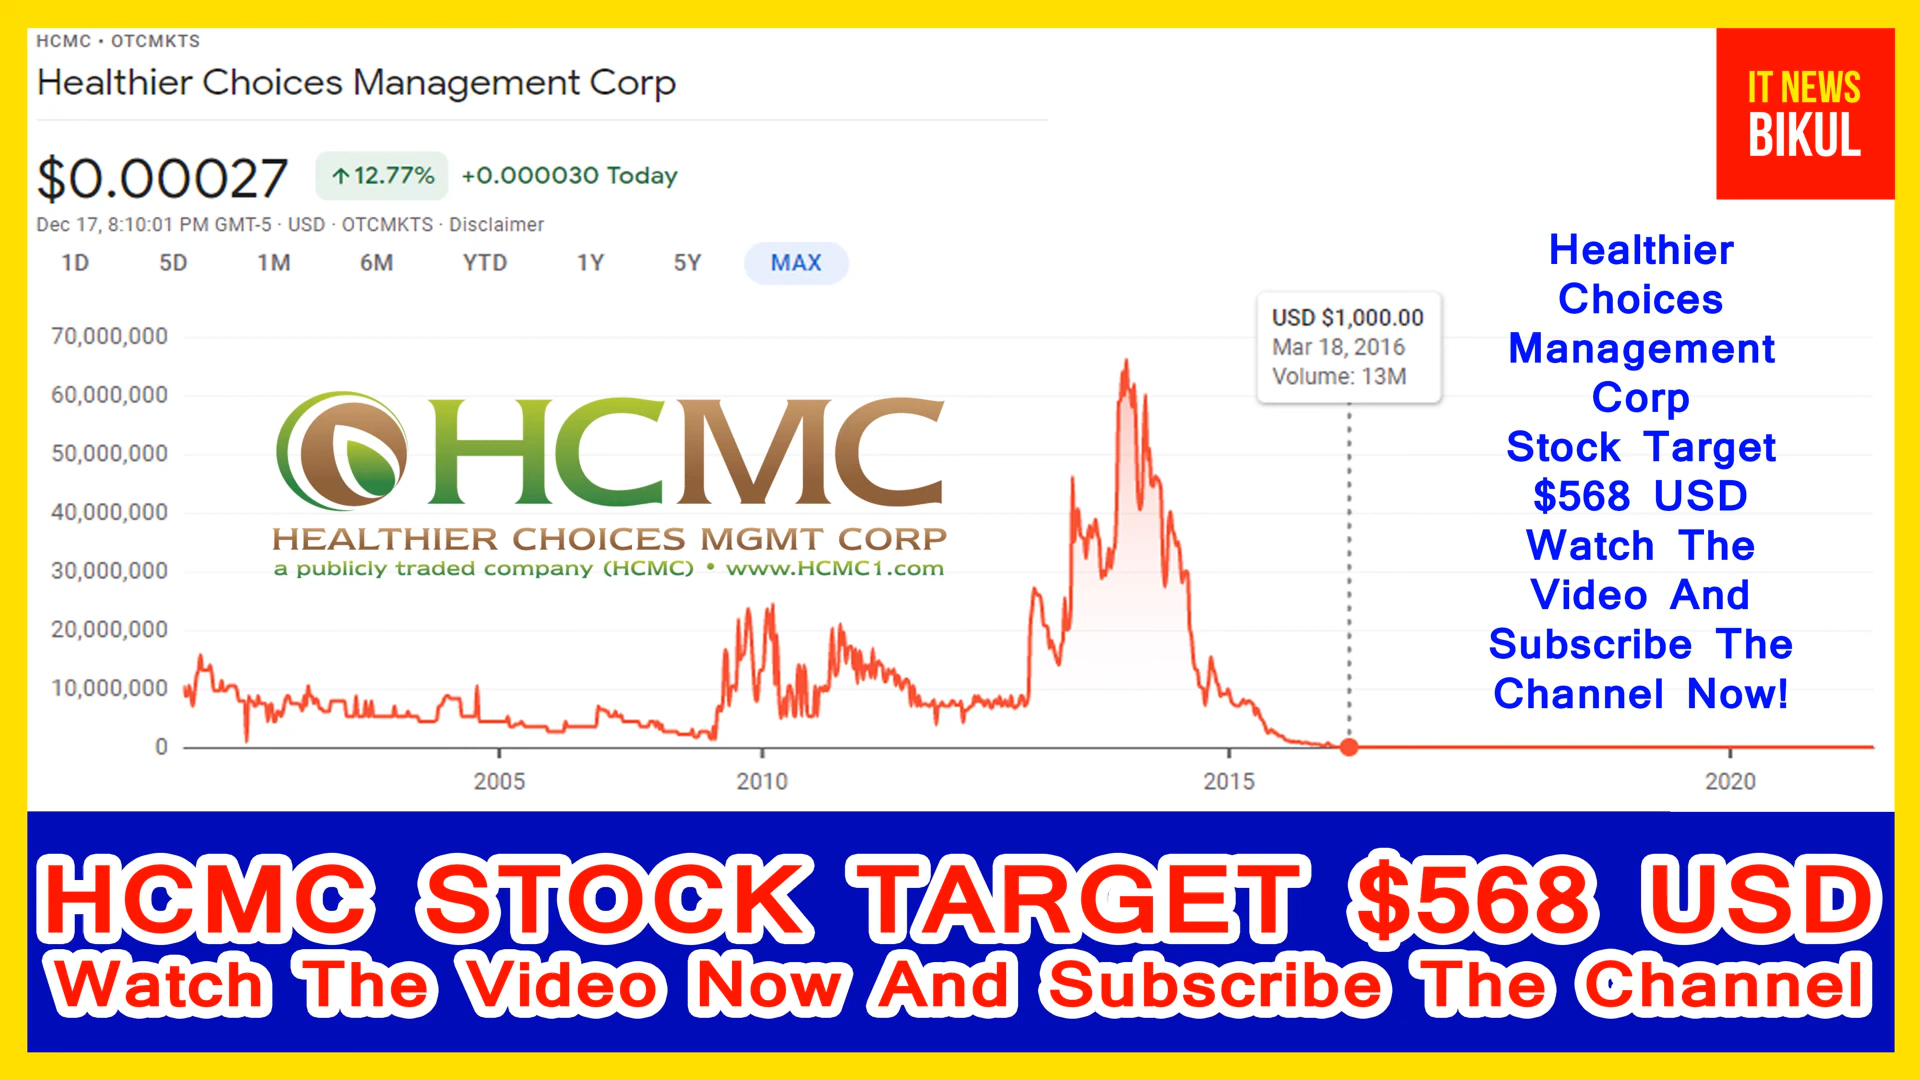 HCMC • OTCMKTS
Healthier Choices Management Corp
$0.00027 ↑12.77% +0.000030 Today
Dec 17, 8:10:01 PM GMT-5 · USD · OTCMKTS · Disclaimer
1D 5D 1M 6M YTD 1Y 5Y MAX
IT NEWS
BIKUL
USD $1,000.00
Mar 18, 2016
Volume: 13M
70,000,000
60,000,000
50,000,000
40,000,000
30,000,000
20,000,000
10,000,000
0
2005 2010 2015 2020
HCMC
HEALTHIER CHOICES MGMT CORP
a publicly traded company (HCMC) • www.HCMC1.com
Healthier
Choices
Management
Corp
Stock Target
$568 USD
Watch The
Video And
Subscribe The
Channel Now!
HCMC STOCK TARGET $568 USD
Watch The Video Now And Subscribe The Channel